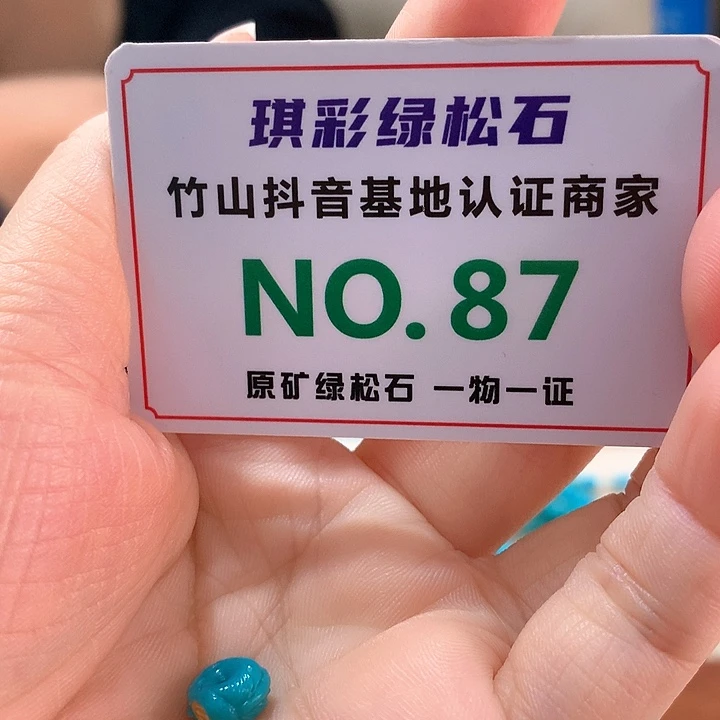 琪彩绿松石
竹山抖音基地认证商家
NO.87
原矿绿松石 一物一证